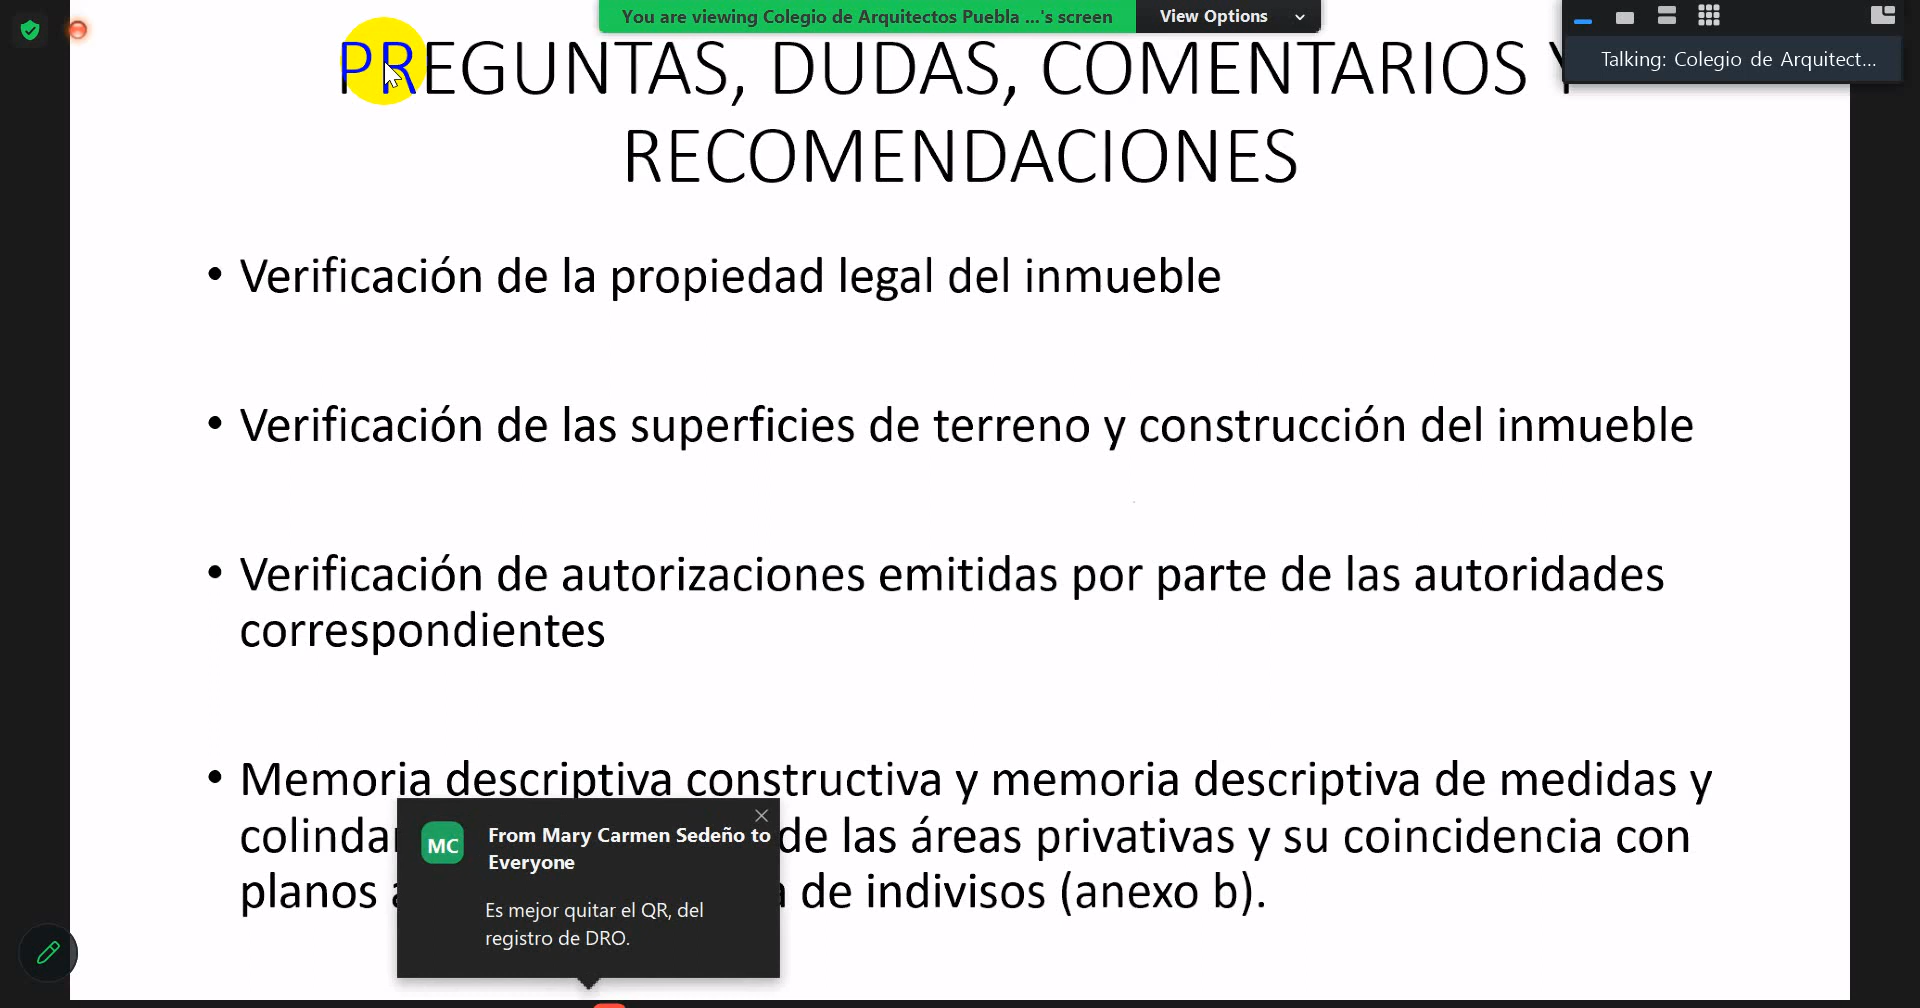 You are viewing Colegio de Arquitectos Puebla ...'s screen
View Options
Talking: Colegio de Arquitect...
PREGUNTAS, DUDAS, COMENTARIOS Y
RECOMENDACIONES
• Verificación de la propiedad legal del inmueble
• Verificación de las superficies de terreno y construcción del inmueble
• Verificación de autorizaciones emitidas por parte de las autoridades
correspondientes
• Memoria descriptiva constructiva y memoria descriptiva de medidas y
de las áreas privativas y su coincidencia con
planos de indivisos (anexo b).
MC
From Mary Carmen Sedeño to
Everyone
Es mejor quitar el QR, del
registro de DRO.